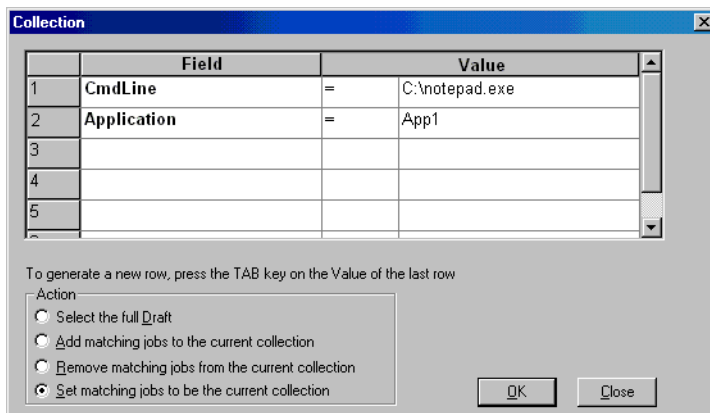 Collection
Field Value
1 CmdLine = C:\notepad.exe
2 Application = App1
3
4
5
To generate a new row, press the TAB key on the Value of the last row
Action
Select the full Draft
Add matching jobs to the current collection
Remove matching jobs from the current collection
Set matching jobs to be the current collection
OK Close